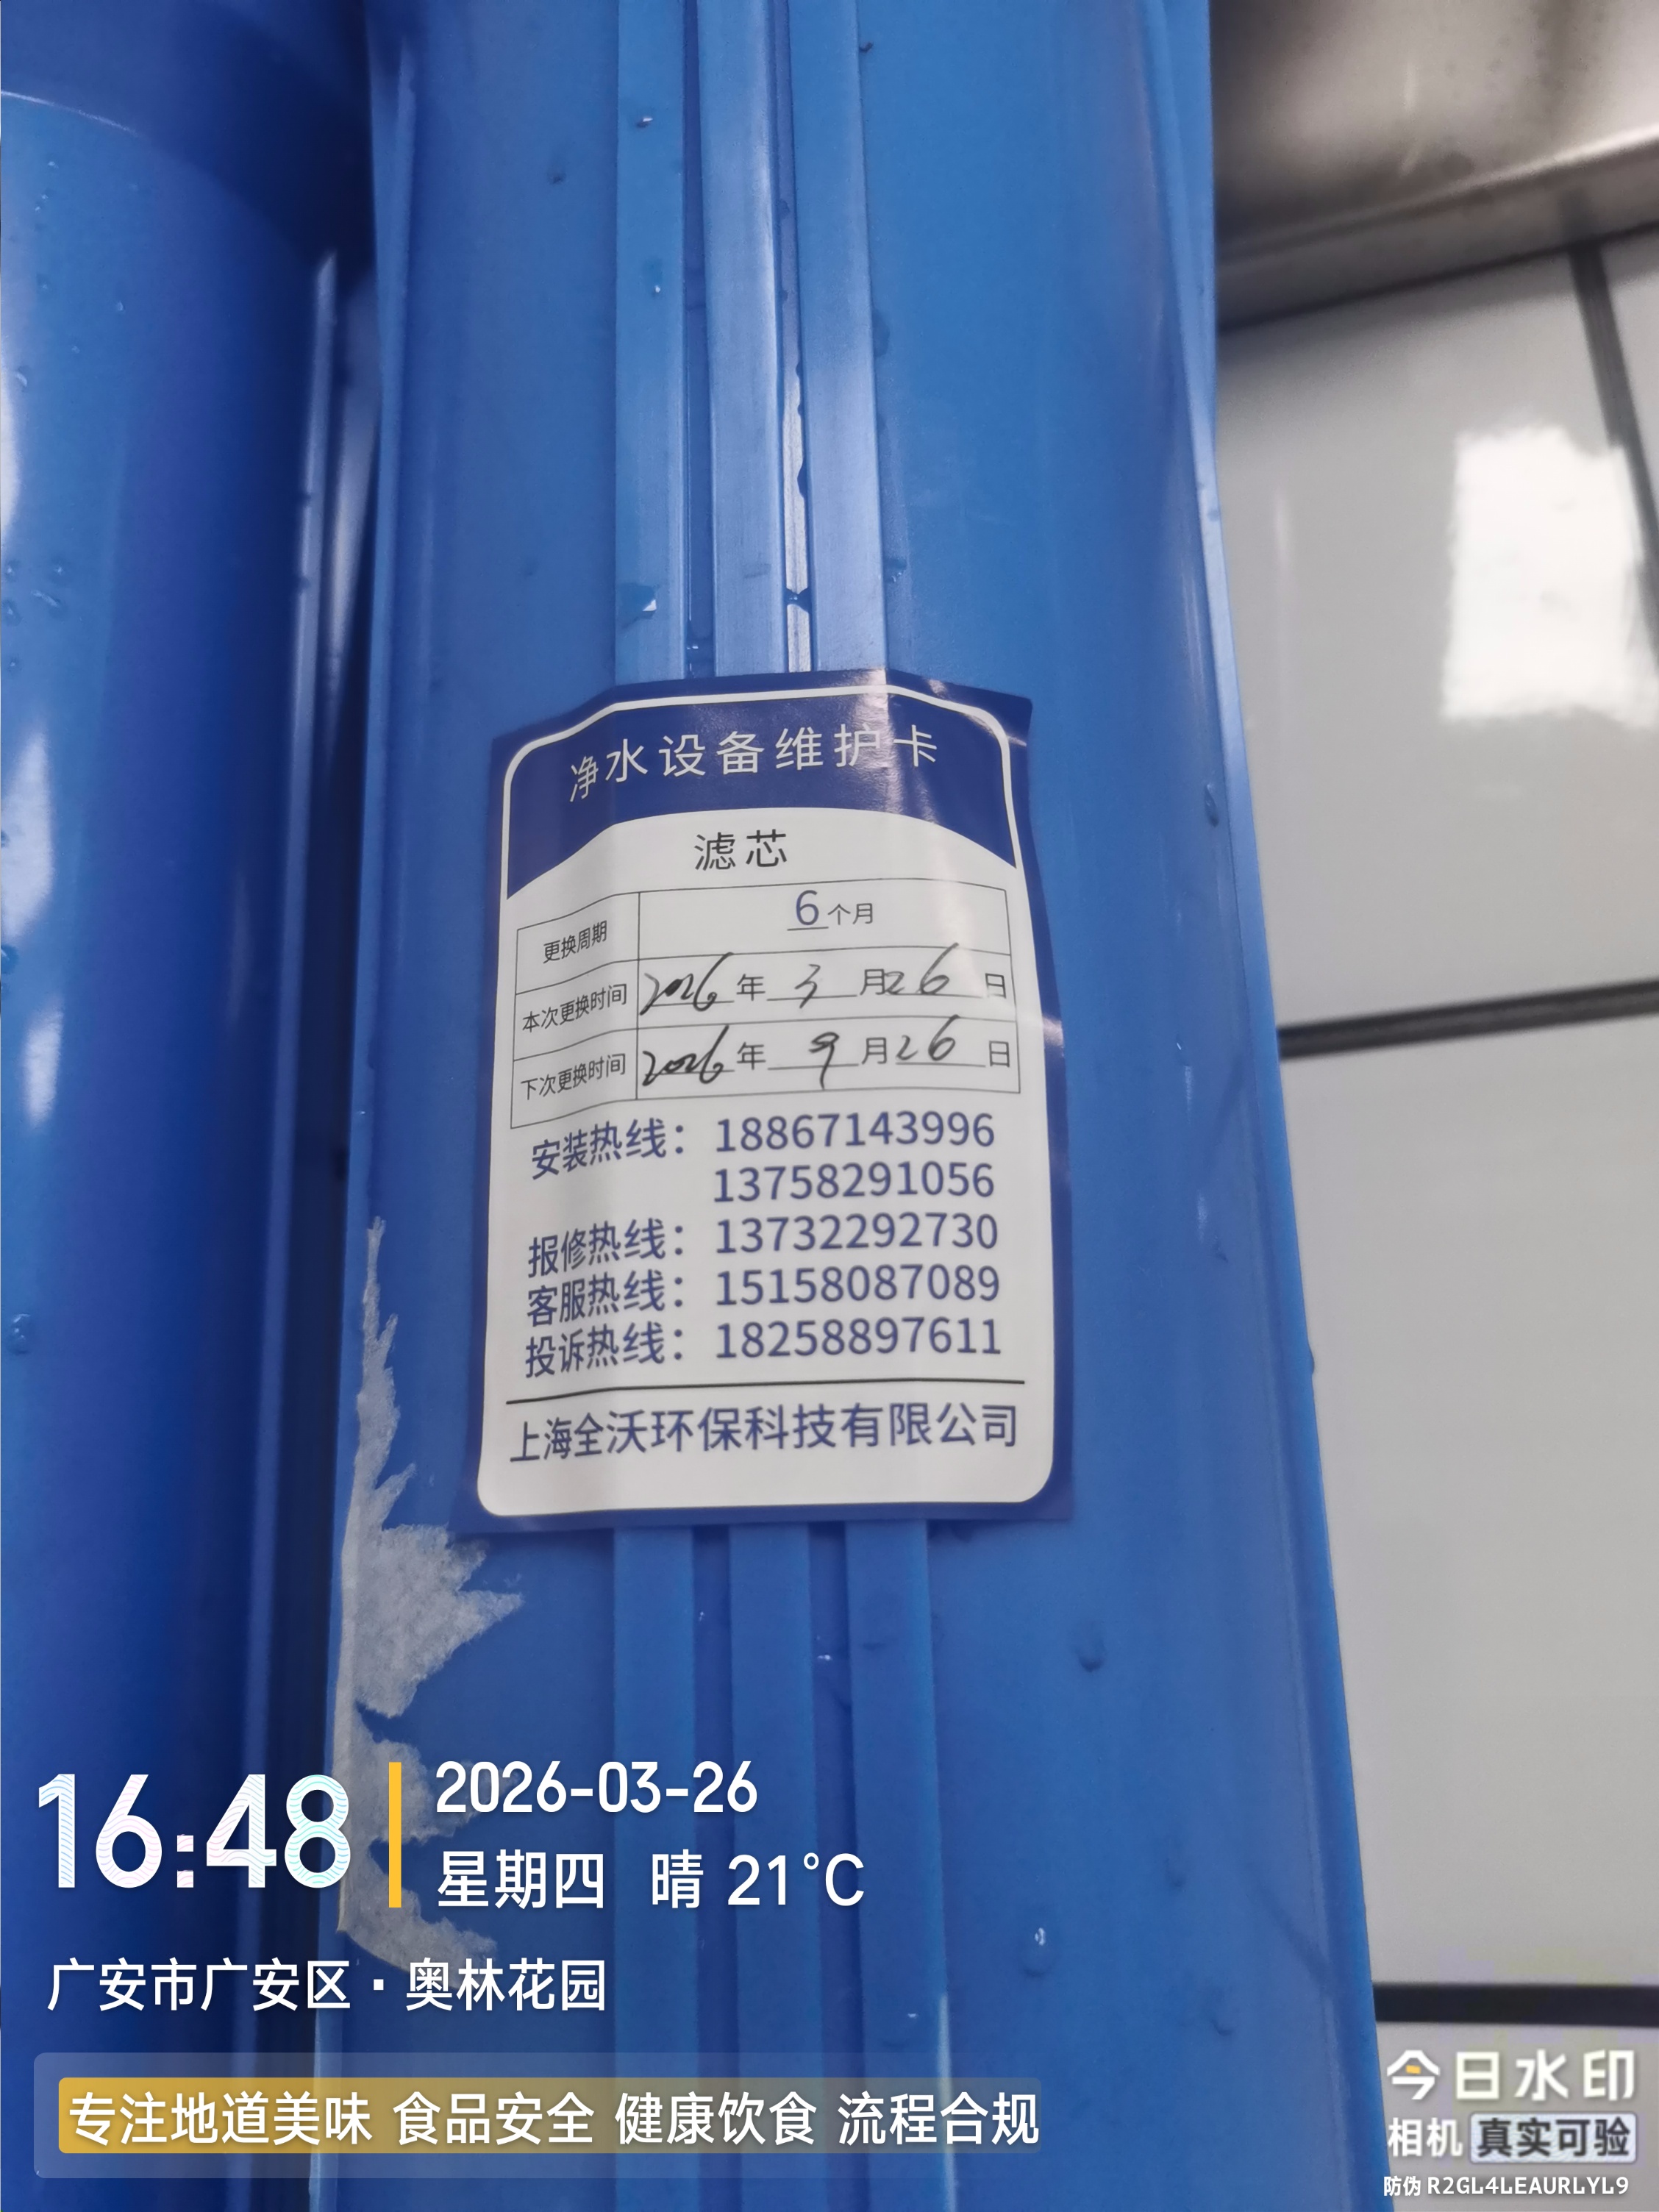 净水设备维护卡
滤芯
更换周期 6个月
本次更换时间 2026年3月26日
下次更换时间 2026年9月26日
安装热线：18867143996
13758291056
报修热线：13732292730
客服热线：15158087089
投诉热线：18258897611
上海全沃环保科技有限公司
16:48
2026-03-26
星期四 晴 21℃
广安市广安区·奥林花园
专注地道美味 食品安全 健康饮食 流程合规
今日水印
相机 真实可验
防伪 R2GL4LEAURLYL9